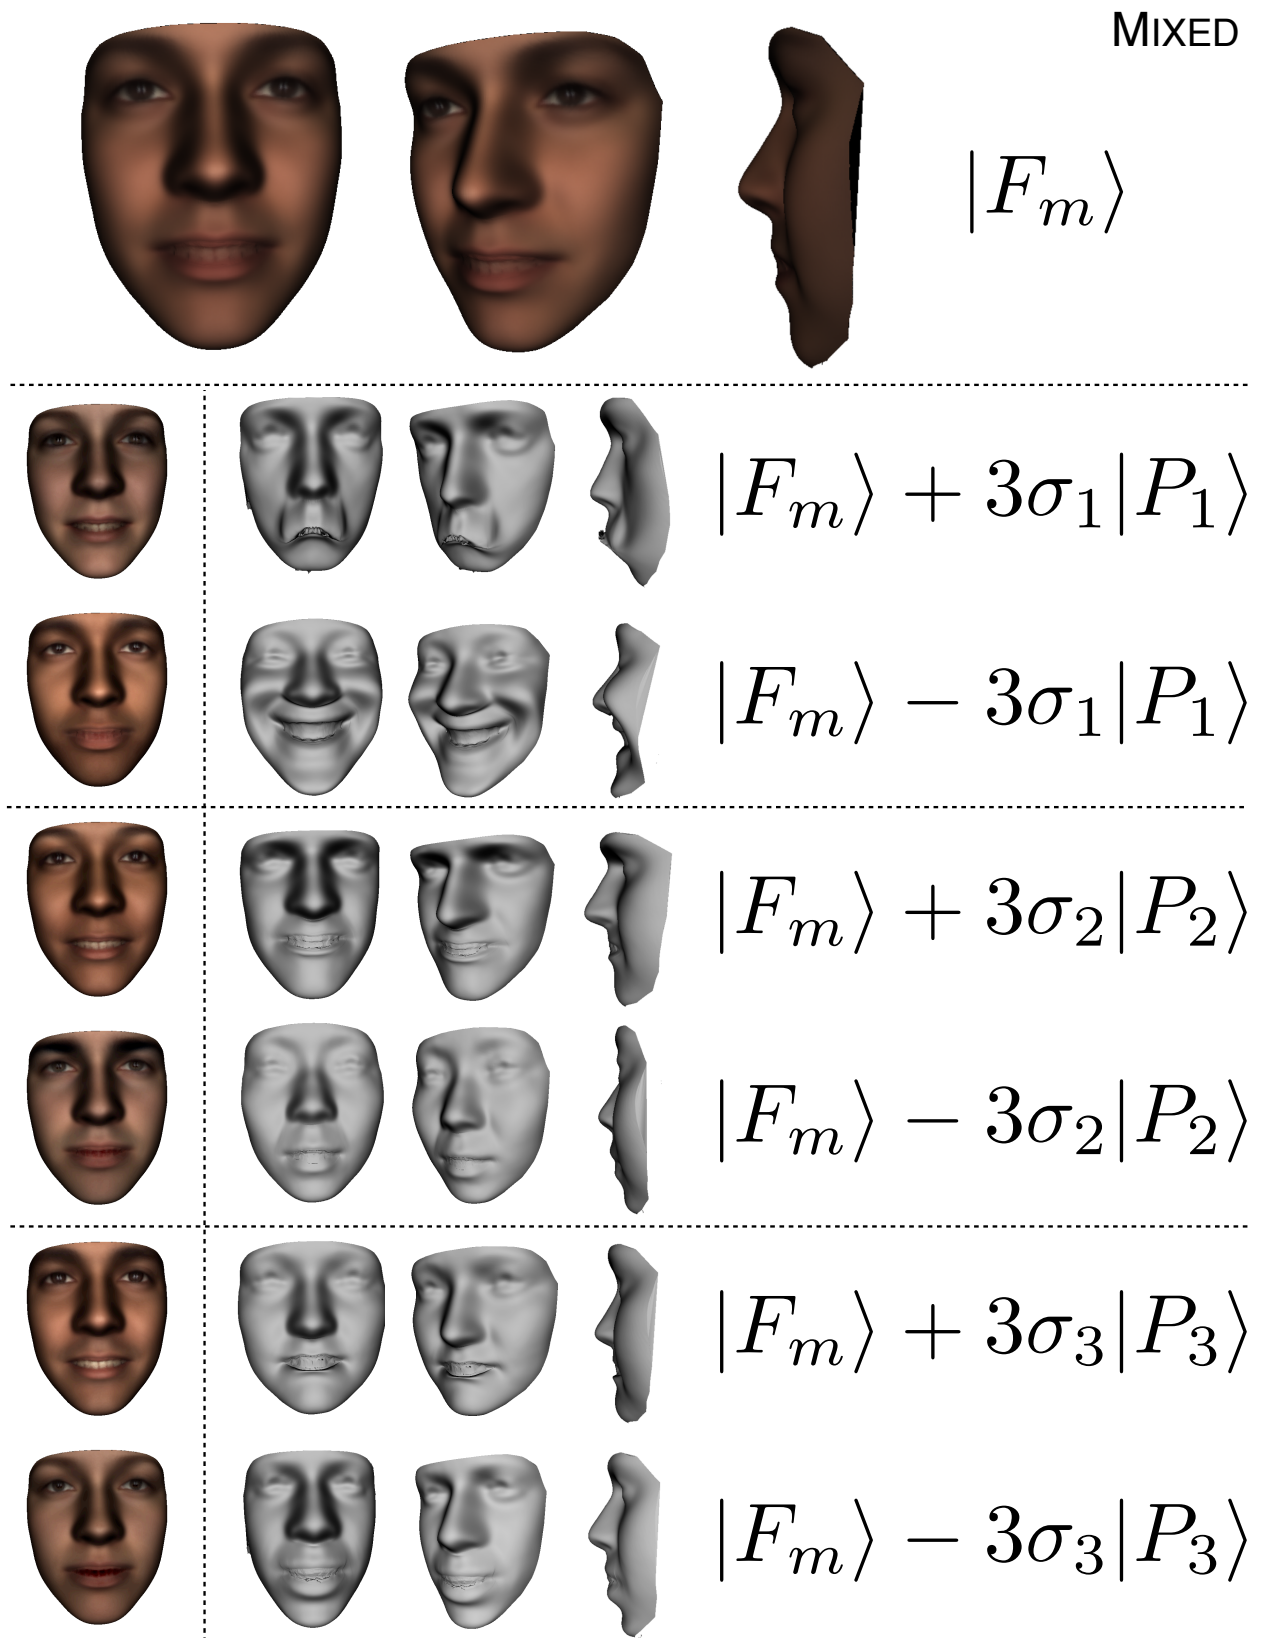 MIXED
|F_m⟩
|F_m⟩ + 3σ_1|P_1⟩
|F_m⟩ − 3σ_1|P_1⟩
|F_m⟩ + 3σ_2|P_2⟩
|F_m⟩ − 3σ_2|P_2⟩
|F_m⟩ + 3σ_3|P_3⟩
|F_m⟩ − 3σ_3|P_3⟩